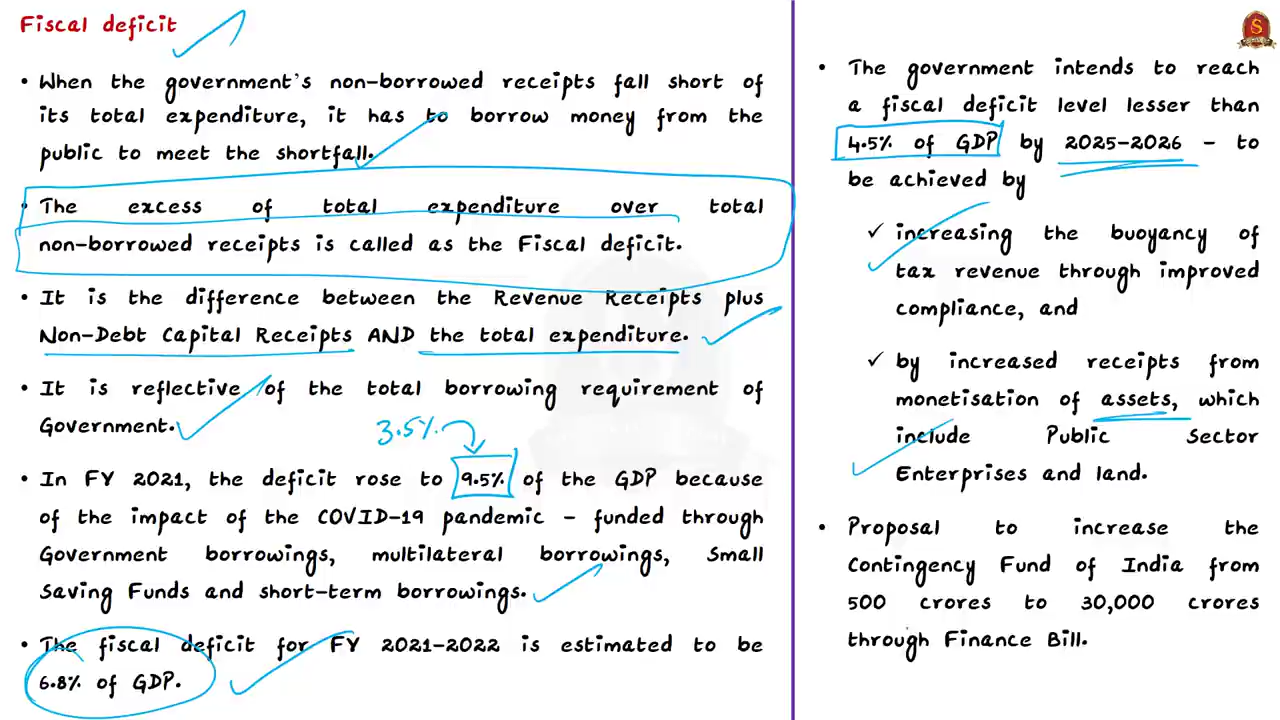 Fiscal deficit
• When the government's non-borrowed receipts fall short of
its total expenditure, it has to borrow money from the
public to meet the shortfall.
• The excess of total expenditure over total
non-borrowed receipts is called as the Fiscal deficit.
• It is the difference between the Revenue Receipts plus
Non-Debt Capital Receipts AND the total expenditure.
• It is reflective of the total borrowing requirement of
Government.
3.5%
• In FY 2021, the deficit rose to 9.5% of the GDP because
of the impact of the COVID-19 pandemic - funded through
Government borrowings, multilateral borrowings, Small
Saving Funds and short-term borrowings.
• The fiscal deficit for FY 2021-2022 is estimated to be
6.8% of GDP.
• The government intends to reach
a fiscal deficit level lesser than
4.5% of GDP by 2025-2026 - to
be achieved by
✓ increasing the buoyancy of
tax revenue through improved
compliance, and
✓ by increased receipts from
monetisation of assets, which
include Public Sector
Enterprises and land.
• Proposal to increase the
Contingency Fund of India from
500 crores to 30,000 crores
through Finance Bill.